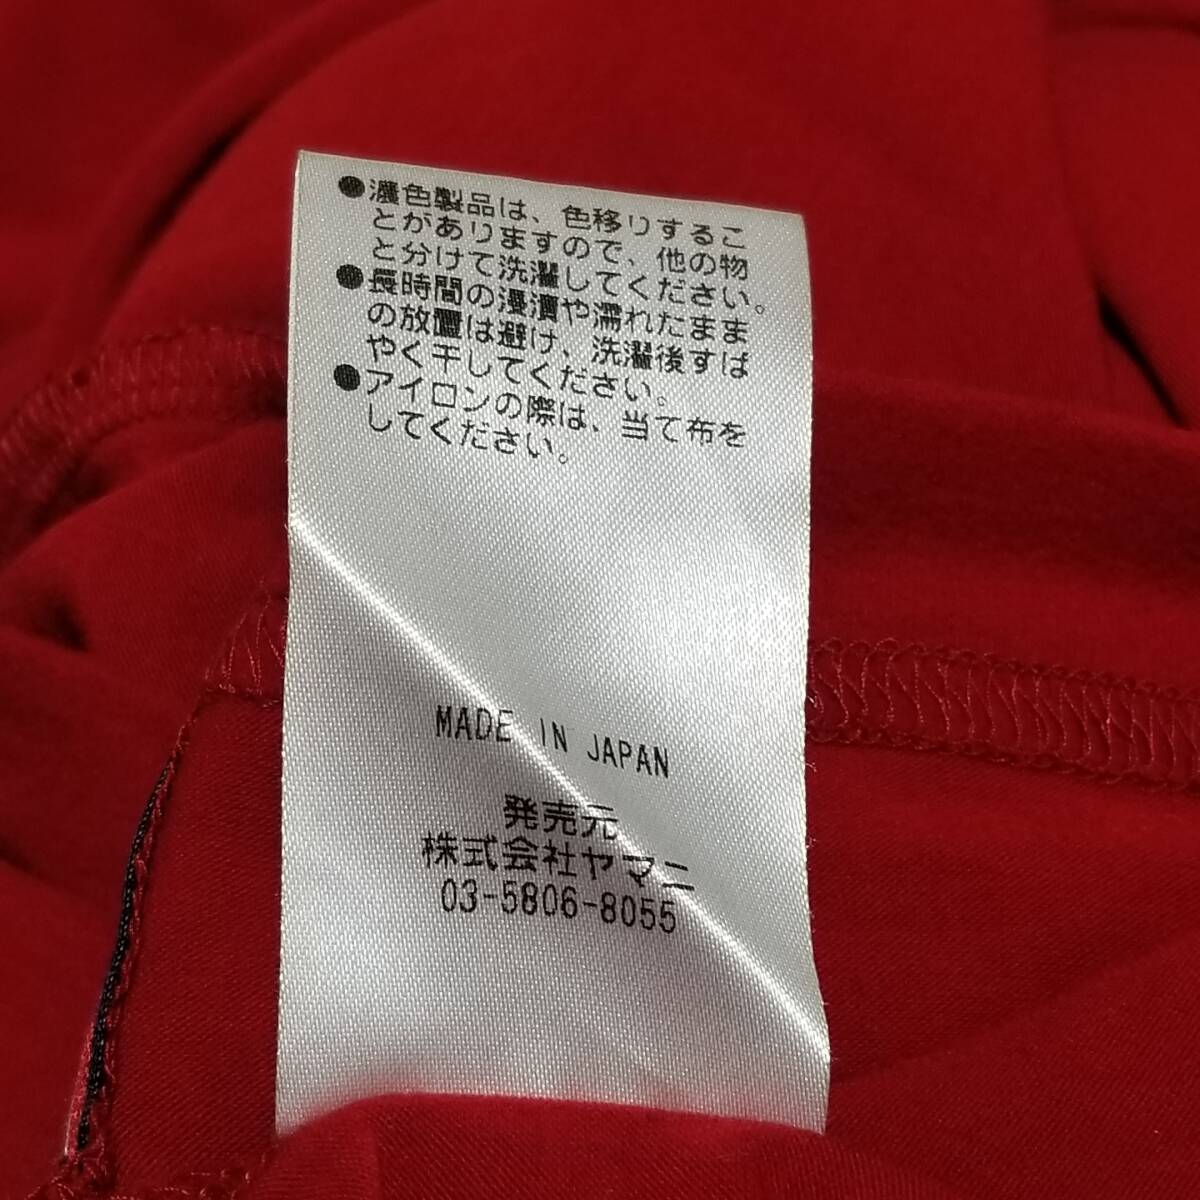 ●濃色製品は、色移りするこ
とがありますので、他の物
と分けて洗濯してください。
●長時間の浸漬や濡れたまま
の放置は避け、洗濯後すば
やく干してください。
●アイロンの際は、当て布を
してください。
MADE IN JAPAN
発売元
株式会社ヤマニ
03-5806-8055